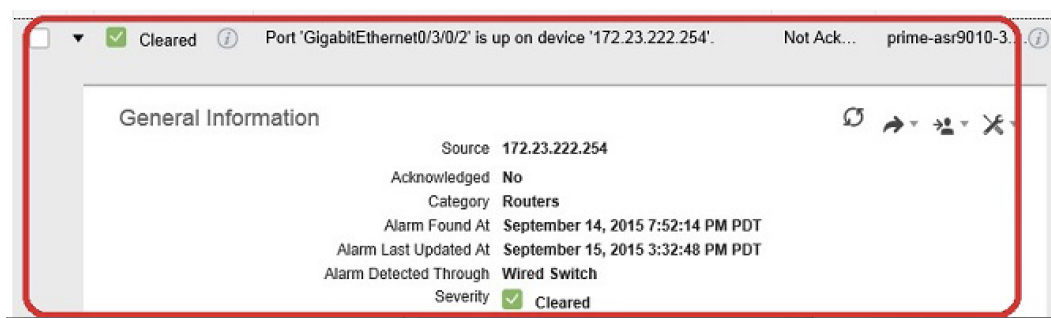 Cleared Port 'GigabitEthernet0/3/0/2' is up on device '172.23.222.254'. Not Ack... prime-asr9010-3...
General Information
Source 172.23.222.254
Acknowledged No
Category Routers
Alarm Found At September 14, 2015 7:52:14 PM PDT
Alarm Last Updated At September 15, 2015 3:32:48 PM PDT
Alarm Detected Through Wired Switch
Severity Cleared